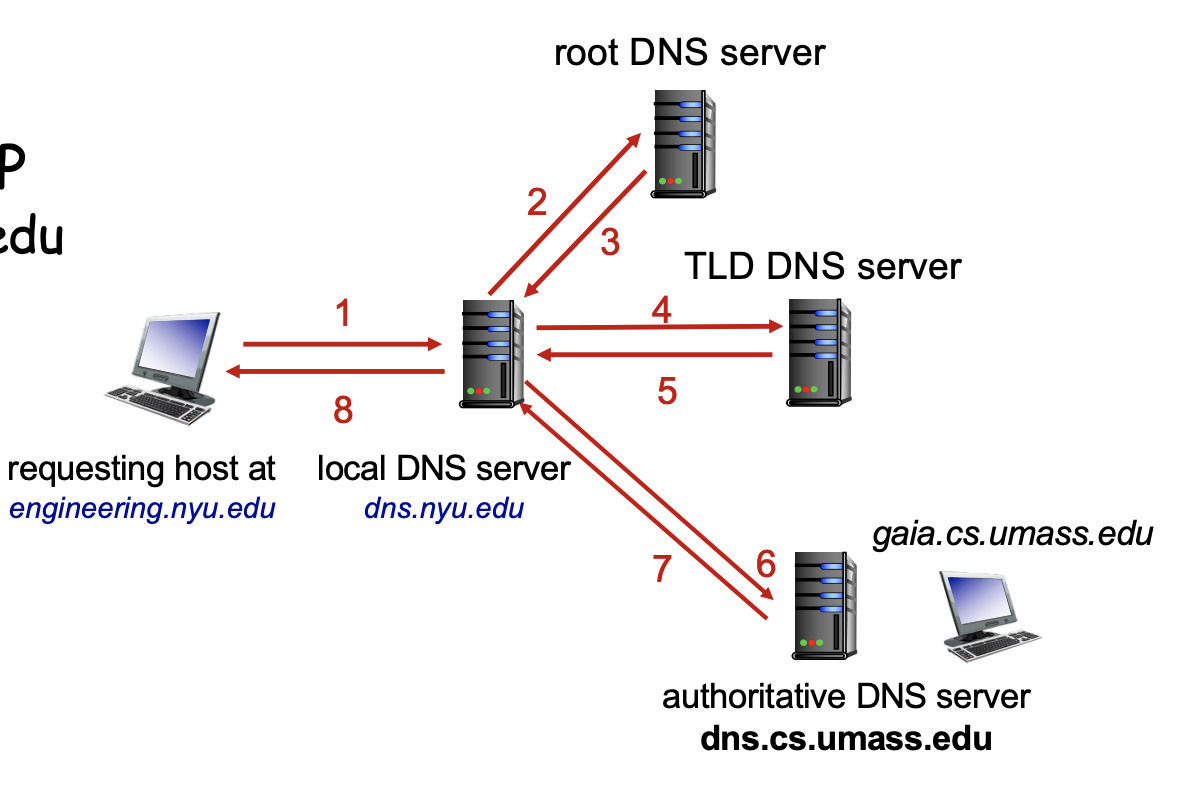 root DNS server
P
edu
2
3
TLD DNS server
1
4
5
8
requesting host at
engineering.nyu.edu
local DNS server
dns.nyu.edu
gaia.cs.umass.edu
7
6
authoritative DNS server
dns.cs.umass.edu